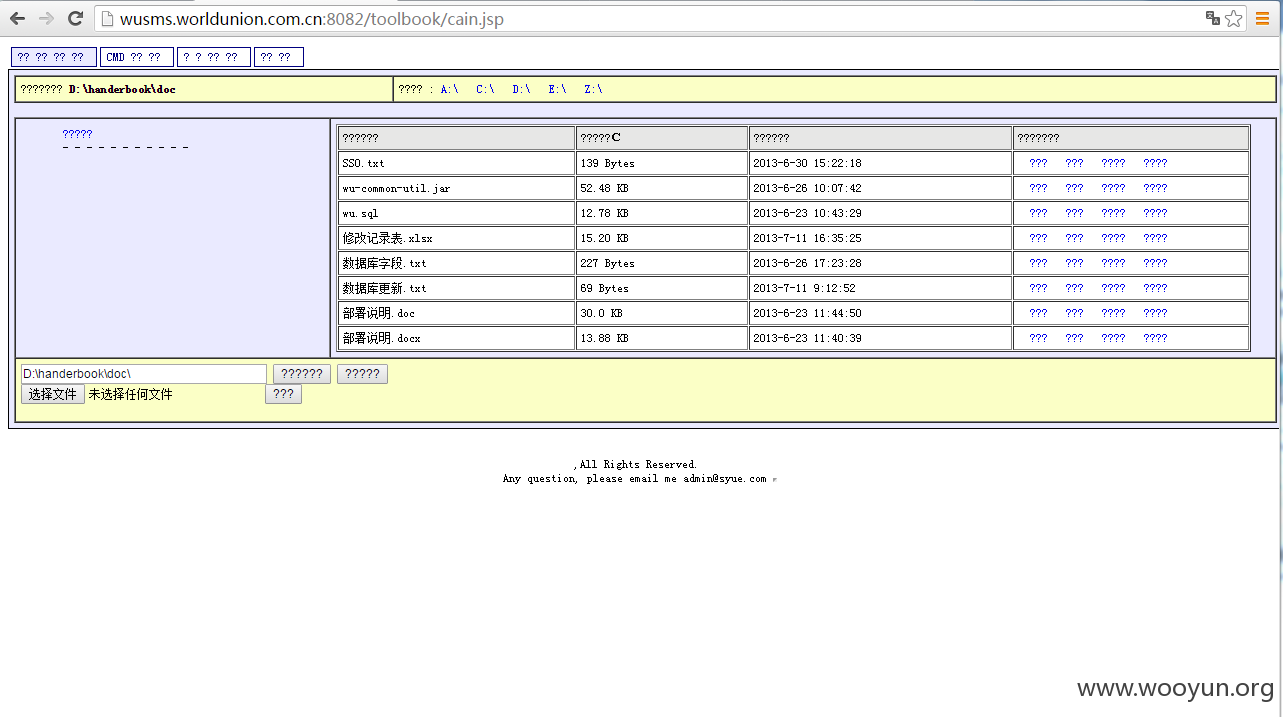 wusms.worldunion.com.cn:8082/toolbook/cain.jsp
?? ?? ?? ?? CMD ?? ?? ? ? ?? ?? ?? ??
??????? D:\handerbook\doc ???? : A:\ C:\ D:\ E:\ Z:\
?????
- - - - - - - - - - -
?????? ?????C ?????? ???????
SSO.txt 139 Bytes 2013-6-30 15:22:18 ??? ??? ???? ????
wu-common-util.jar 52.48 KB 2013-6-26 10:07:42 ??? ??? ???? ????
wu.sql 12.78 KB 2013-6-23 10:43:29 ??? ??? ???? ????
修改记录表.xlsx 15.20 KB 2013-7-11 16:35:25 ??? ??? ???? ????
数据库字段.txt 227 Bytes 2013-6-26 17:23:28 ??? ??? ???? ????
数据库更新.txt 69 Bytes 2013-7-11 9:12:52 ??? ??? ???? ????
部署说明.doc 30.0 KB 2013-6-23 11:44:50 ??? ??? ???? ????
部署说明.docx 13.88 KB 2013-6-23 11:40:39 ??? ??? ???? ????
D:\handerbook\doc\ ?????? ?????
选择文件 未选择任何文件 ???
,All Rights Reserved.
Any question, please email me admin@syue.com
www.wooyun.org